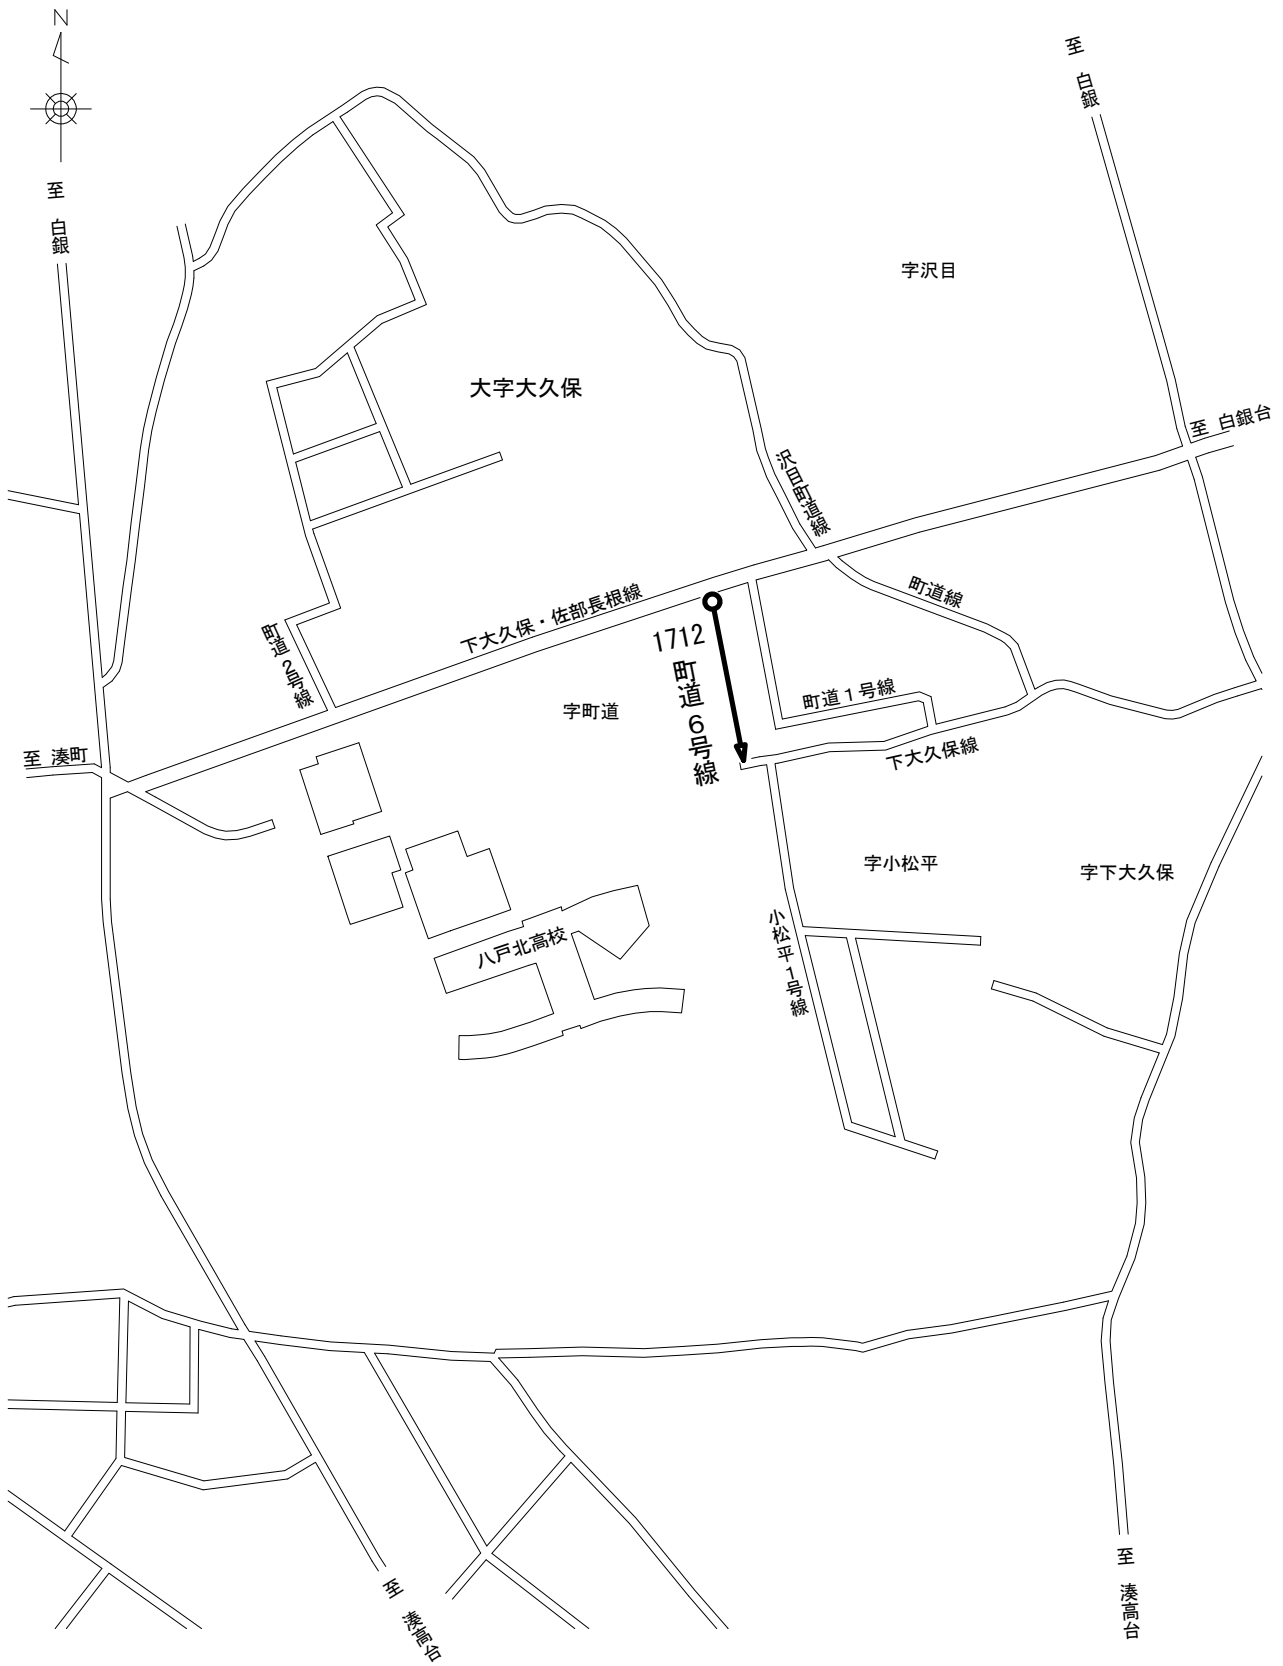 N
至 白銀
至 白銀
字沢目
大字大久保
至 白銀台
沢目町道線
町道線
下大久保・佐部長根線
1712
町道6号線
町道2号線
字町道
町道1号線
下大久保線
至 湊町
字小松平
字下大久保
小松平1号線
八戸北高校
至 湊高台
至 湊高台